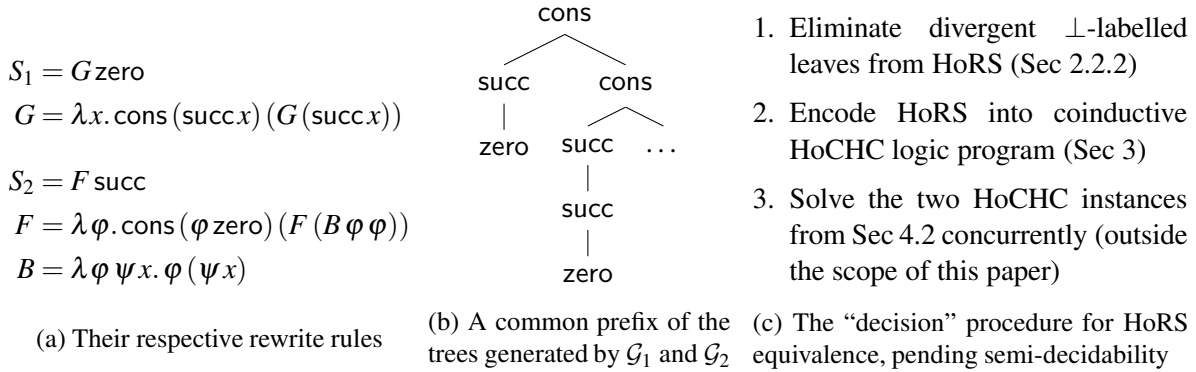 S₁ = G zero
G = λx. cons (succ x) (G (succ x))
S₂ = F succ
F = λφ. cons (φ zero) (F (B φ φ))
B = λφ ψ x. φ (ψ x)
(a) Their respective rewrite rules
cons
succ cons
zero succ …
succ
zero
(b) A common prefix of the
trees generated by 𝒢₁ and 𝒢₂
1. Eliminate divergent ⊥-labelled
leaves from HoRS (Sec 2.2.2)
2. Encode HoRS into coinductive
HoCHC logic program (Sec 3)
3. Solve the two HoCHC instances
from Sec 4.2 concurrently (outside
the scope of this paper)
(c) The “decision” procedure for HoRS
equivalence, pending semi-decidability